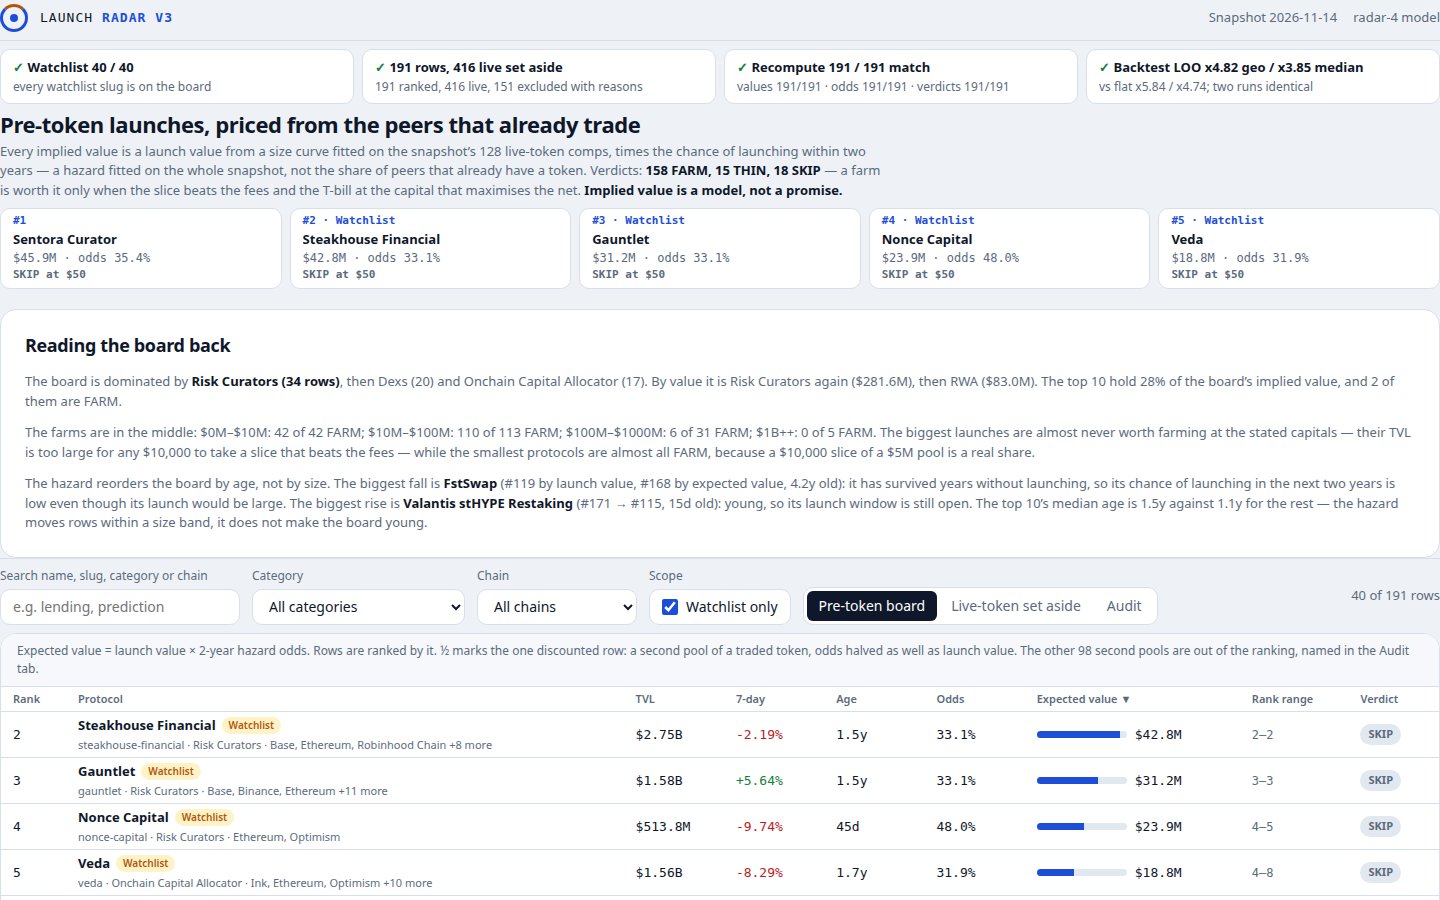 LAUNCH RADAR V3
Snapshot 2026-11-14 radar-4 model
✓ Watchlist 40 / 40
every watchlist slug is on the board
✓ 191 rows, 416 live set aside
191 ranked, 416 live, 151 excluded with reasons
✓ Recompute 191 / 191 match
values 191/191 · odds 191/191 · verdicts 191/191
✓ Backtest LOO x4.82 geo / x3.85 median
vs flat x5.84 / x4.74; two runs identical
Pre-token launches, priced from the peers that already trade
Every implied value is a launch value from a size curve fitted on the snapshot's 128 live-token comps, times the chance of launching within two
years — a hazard fitted on the whole snapshot, not the share of peers that already have a token. Verdicts: 158 FARM, 15 THIN, 18 SKIP — a farm
is worth it only when the slice beats the fees and the T-bill at the capital that maximises the net. Implied value is a model, not a promise.
#1
Sentora Curator
$45.9M · odds 35.4%
SKIP at $50
#2 · Watchlist
Steakhouse Financial
$42.8M · odds 33.1%
SKIP at $50
#3 · Watchlist
Gauntlet
$31.2M · odds 33.1%
SKIP at $50
#4 · Watchlist
Nonce Capital
$23.9M · odds 48.0%
SKIP at $50
#5 · Watchlist
Veda
$18.8M · odds 31.9%
SKIP at $50
Reading the board back
The board is dominated by Risk Curators (34 rows), then Dexs (20) and Onchain Capital Allocator (17). By value it is Risk Curators again ($281.6M), then RWA ($83.0M). The top 10 hold 28% of the board's implied value, and 2 of
them are FARM.
The farms are in the middle: $0M–$10M: 42 of 42 FARM; $10M–$100M: 110 of 113 FARM; $100M–$1000M: 6 of 31 FARM; $1B++: 0 of 5 FARM. The biggest launches are almost never worth farming at the stated capitals — their TVL
is too large for any $10,000 to take a slice that beats the fees — while the smallest protocols are almost all FARM, because a $10,000 slice of a $5M pool is a real share.
The hazard reorders the board by age, not by size. The biggest fall is FstSwap (#119 by launch value, #168 by expected value, 4.2y old): it has survived years without launching, so its chance of launching in the next two years is
low even though its launch would be large. The biggest rise is Valantis stHYPE Restaking (#171 → #115, 15d old): young, so its launch window is still open. The top 10's median age is 1.5y against 1.1y for the rest — the hazard
moves rows within a size band, it does not make the board young.
Search name, slug, category or chain
Category
Chain
Scope
e.g. lending, prediction
All categories
All chains
Watchlist only
Pre-token board
Live-token set aside
Audit
40 of 191 rows
Expected value = launch value × 2-year hazard odds. Rows are ranked by it. ½ marks the one discounted row: a second pool of a traded token, odds halved as well as launch value. The other 98 second pools are out of the ranking, named in the Audit
tab.
Rank Protocol TVL 7-day Age Odds Expected value ▼ Rank range Verdict
2 Steakhouse Financial Watchlist $2.75B -2.19% 1.5y 33.1% $42.8M 2–2 SKIP
steakhouse-financial · Risk Curators · Base, Ethereum, Robinhood Chain +8 more
3 Gauntlet Watchlist $1.58B +5.64% 1.5y 33.1% $31.2M 3–3 SKIP
gauntlet · Risk Curators · Base, Binance, Ethereum +11 more
4 Nonce Capital Watchlist $513.8M -9.74% 45d 48.0% $23.9M 4–5 SKIP
nonce-capital · Risk Curators · Ethereum, Optimism
5 Veda Watchlist $1.56B -8.29% 1.7y 31.9% $18.8M 4–8 SKIP
veda · Onchain Capital Allocator · Ink, Ethereum, Optimism +10 more